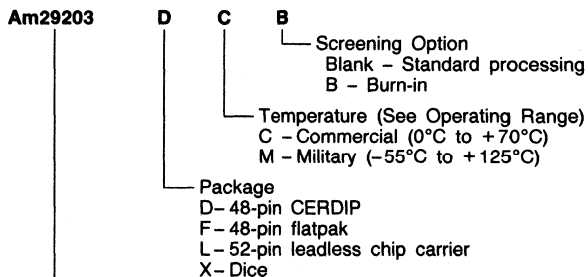 Am29203 D C B
Screening Option
Blank – Standard processing
B – Burn-in
Temperature (See Operating Range)
C – Commercial (0°C to +70°C)
M – Military (–55°C to +125°C)
Package
D – 48-pin CERDIP
F – 48-pin flatpak
L – 52-pin leadless chip carrier
X – Dice